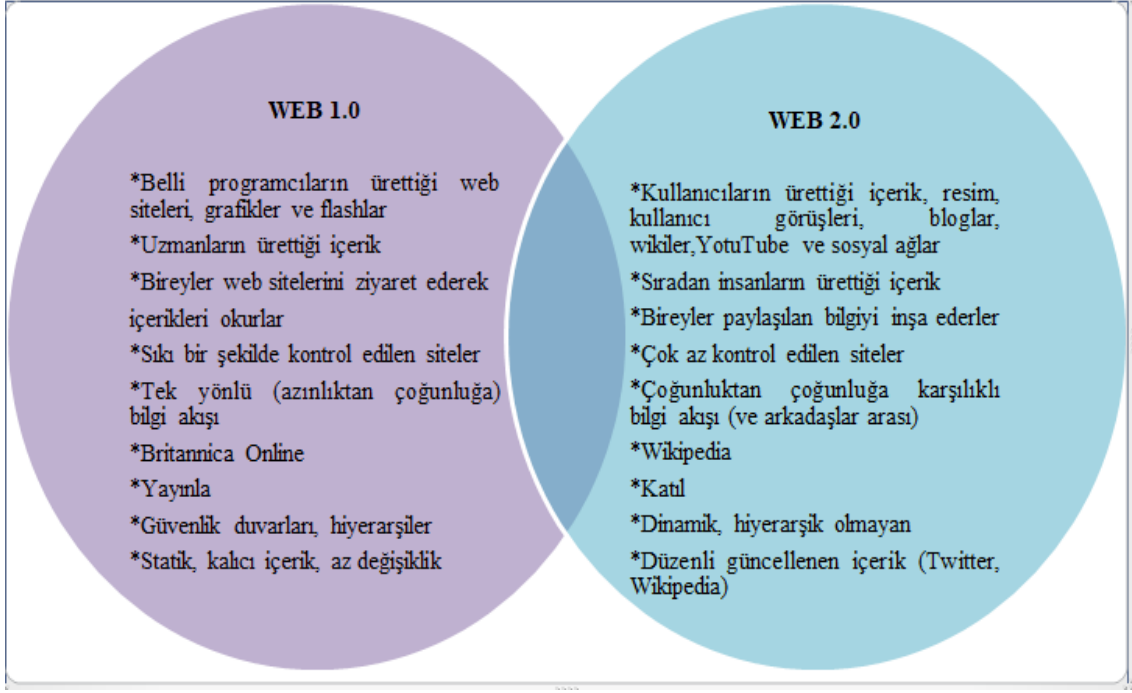 WEB 1.0
*Belli programcıların ürettiği web
siteleri, grafikler ve flashlar
*Uzmanların ürettiği içerik
*Bireyler web sitelerini ziyaret ederek
içerikleri okurlar
*Sıkı bir şekilde kontrol edilen siteler
*Tek yönlü (azınlıktan çoğunluğa)
bilgi akışı
*Britannica Online
*Yayınla
*Güvenlik duvarları, hiyerarşiler
*Statik, kalıcı içerik, az değişiklik
WEB 2.0
*Kullanıcıların ürettiği içerik, resim,
kullanıcı görüşleri, bloglar,
wikiler,YotuTube ve sosyal ağlar
*Sıradan insanların ürettiği içerik
*Bireyler paylaşılan bilgiyi inşa ederler
*Çok az kontrol edilen siteler
*Çoğunluktan çoğunluğa karşılıklı
bilgi akışı (ve arkadaşlar arası)
*Wikipedia
*Katıl
*Dinamik, hiyerarşik olmayan
*Düzenli güncellenen içerik (Twitter,
Wikipedia)